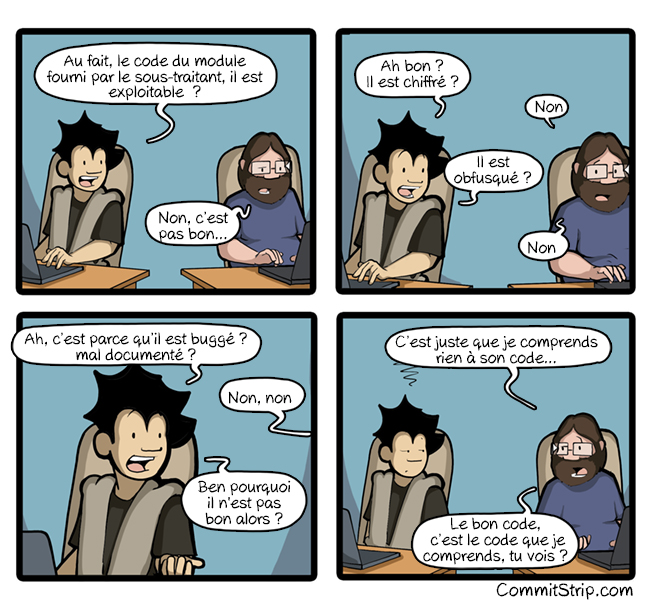 Au fait, le code du module
fourni par le sous-traitant, il est
exploitable ?
Non, c'est
pas bon...
Ah bon ?
Il est chiffré ?
Non
Il est
obfusqué ?
Non
Ah, c'est parce qu'il est buggé ?
mal documenté ?
Non, non
Ben pourquoi
il n'est pas
bon alors ?
C'est juste que je comprends
rien à son code...
Le bon code,
c'est le code que je
comprends, tu vois ?
CommitStrip.com